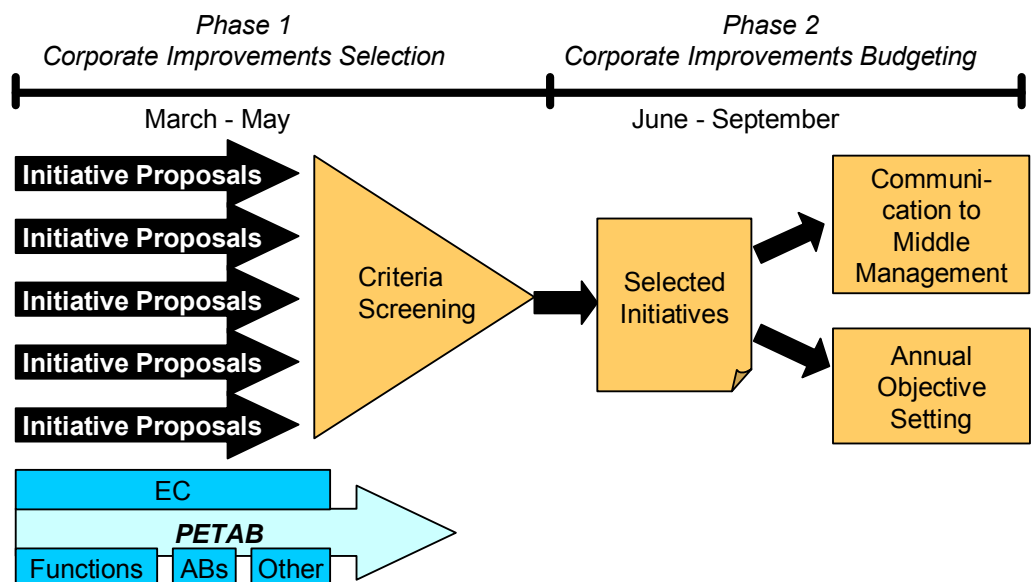 Phase 1
Corporate Improvements Selection
Phase 2
Corporate Improvements Budgeting
March - May
June - September
Initiative Proposals
Initiative Proposals
Initiative Proposals
Initiative Proposals
Initiative Proposals
Criteria
Screening
Selected
Initiatives
Communi-
cation to
Middle
Management
Annual
Objective
Setting
EC
PETAB
Functions
ABs
Other